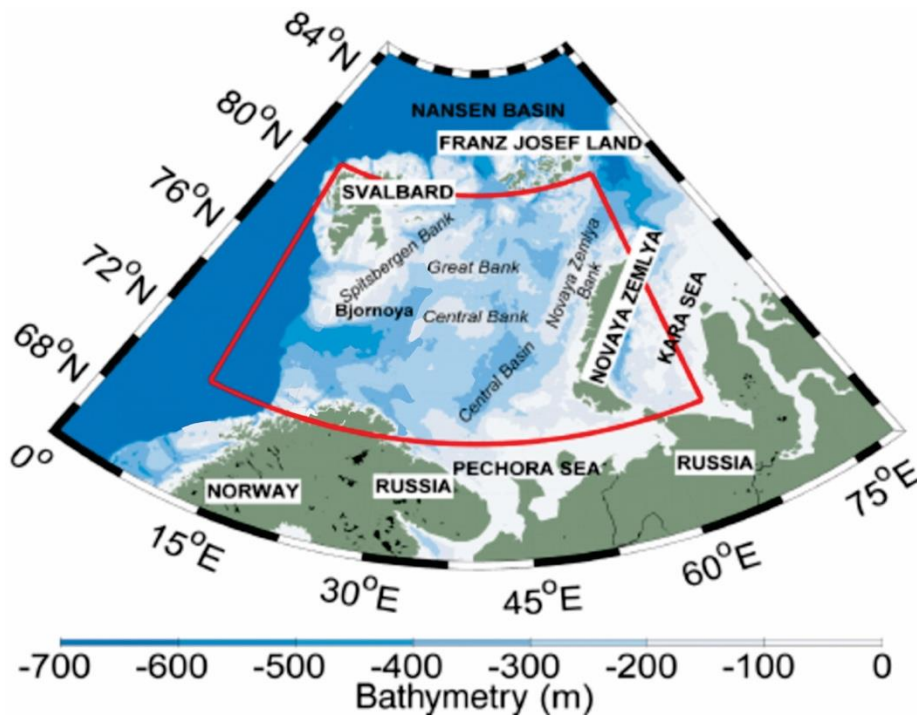 84°N
80°N
76°N
72°N
68°N
0°
15°E
30°E
45°E
60°E
75°E
NANSEN BASIN
FRANZ JOSEF LAND
SVALBARD
Spitsbergen Bank
Great Bank
Novaya Zemlya
Bank
Bjornoya
Central Bank
NOVAYA ZEMLYA
KARA SEA
Central Basin
PECHORA SEA
NORWAY
RUSSIA
RUSSIA
-700 -600 -500 -400 -300 -200 -100 0
Bathymetry (m)